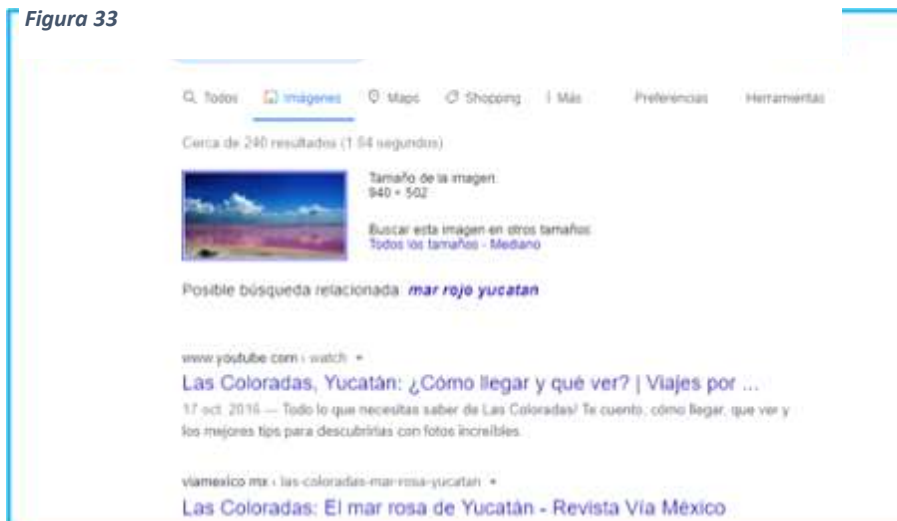 Figura 33
Todos Imágenes Maps Shopping Más Preferencias Herramientas
Cerca de 240 resultados (1.04 segundos)
Tamaño de la imagen:
940 × 502
Buscar esta imagen en otros tamaños:
Todos los tamaños - Mediano
Posible búsqueda relacionada: mar rojo yucatan
www.youtube.com › watch
Las Coloradas, Yucatán: ¿Cómo llegar y qué ver? | Viajes por ...
17 oct. 2016 — Todo lo que necesitas saber de Las Coloradas! Te cuento, cómo llegar, que ver y
los mejores tips para descubrirlas con fotos increíbles.
viamexico.mx › las-coloradas-mar-rosa-yucatan
Las Coloradas: El mar rosa de Yucatán - Revista Vía México